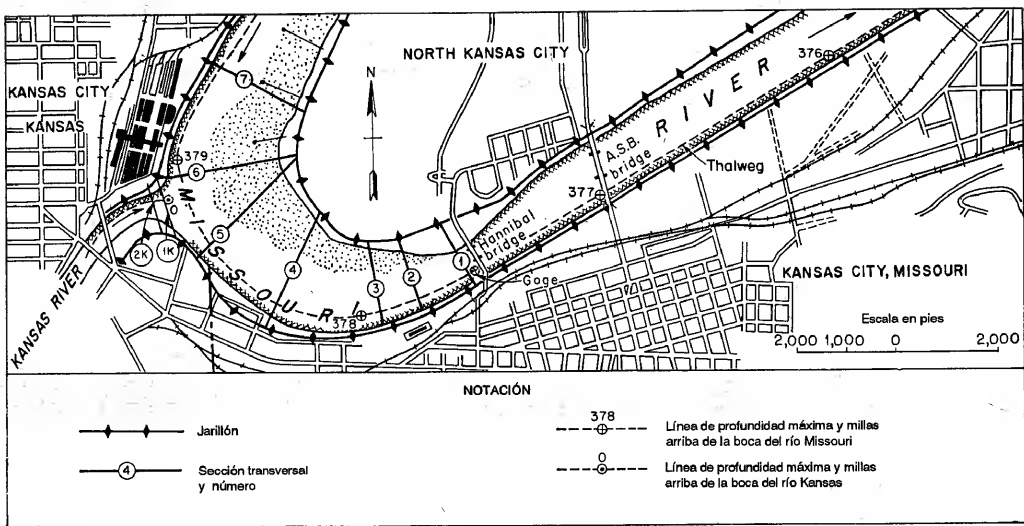 NORTH KANSAS CITY
KANSAS CITY
KANSAS
N
RIVER
A.S.B.
bridge
376
377
Thalweg
Hannibal
bridge
Gage
379
7
6
5
4
3
2
1
0
2K
1K
MISSOURI
378
KANSAS RIVER
KANSAS CITY, MISSOURI
Escala en pies
2,000 1,000 0 2,000
NOTACIÓN
Jarillón
4
Sección transversal
y número
378
Línea de profundidad máxima y millas
arriba de la boca del río Missouri
0
Línea de profundidad máxima y millas
arriba de la boca del río Kansas